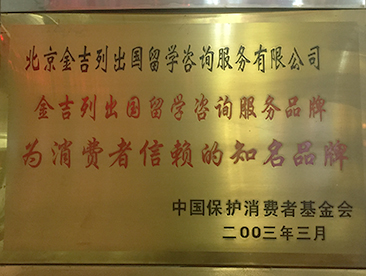 北京金吉列出国留学咨询服务有限公司
金吉列出国留学咨询服务品牌
为消费者信赖的知名品牌
中国保护消费者基金会
二00三年三月